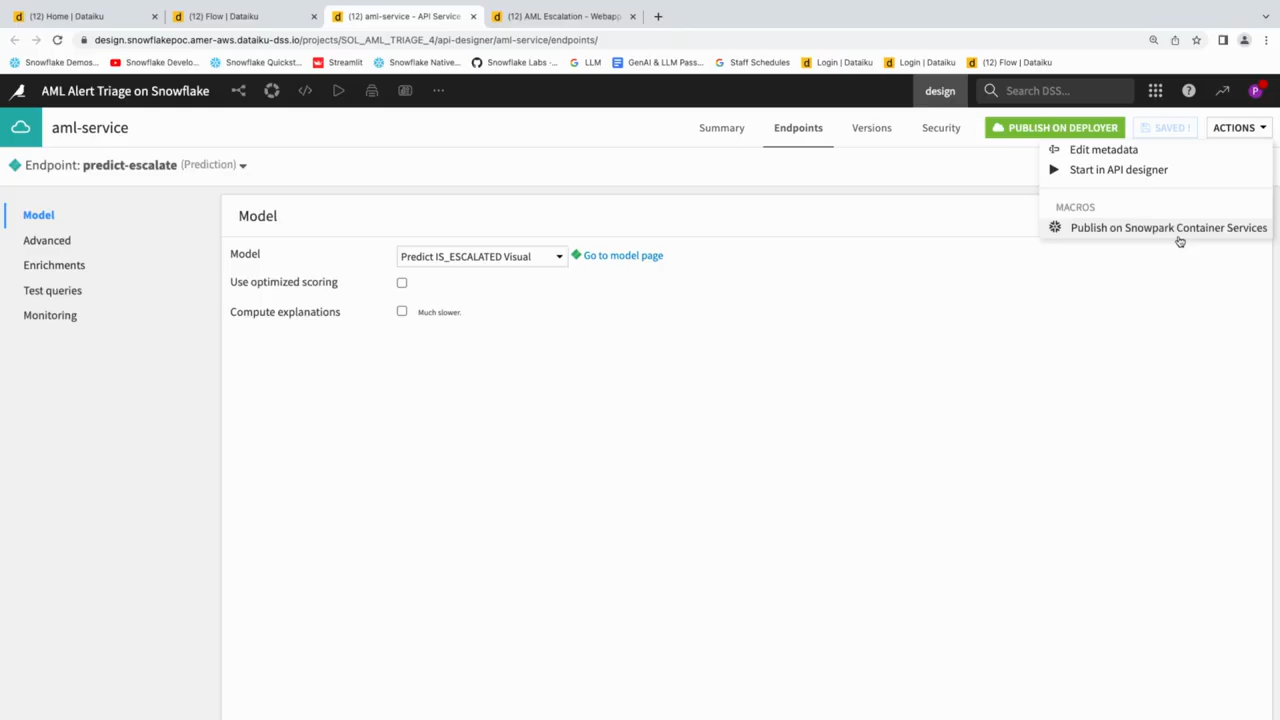 (12) Home | Dataiku
(12) Flow | Dataiku
(12) aml-service - API Service
(12) AML Escalation - Webapp
design.snowflakepoc.amer-aws.dataiku-dss.io/projects/SOL_AML_TRIAGE_4/api-designer/aml-service/endpoints/
Snowflake Demos...
Snowflake Develo...
Snowflake Quickst...
Streamlit
Snowflake Native...
Snowflake Labs ·...
LLM
GenAI & LLM Pass...
Staff Schedules
Login | Dataiku
Login | Dataiku
(12) Flow | Dataiku
AML Alert Triage on Snowflake
design
Search DSS...
P
aml-service
Summary
Endpoints
Versions
Security
PUBLISH ON DEPLOYER
SAVED !
ACTIONS
Endpoint: predict-escalate (Prediction)
Edit metadata
Start in API designer
MACROS
Publish on Snowpark Container Services
Model
Advanced
Enrichments
Test queries
Monitoring
Model
Model
Predict IS_ESCALATED Visual
Go to model page
Use optimized scoring
Compute explanations
Much slower.